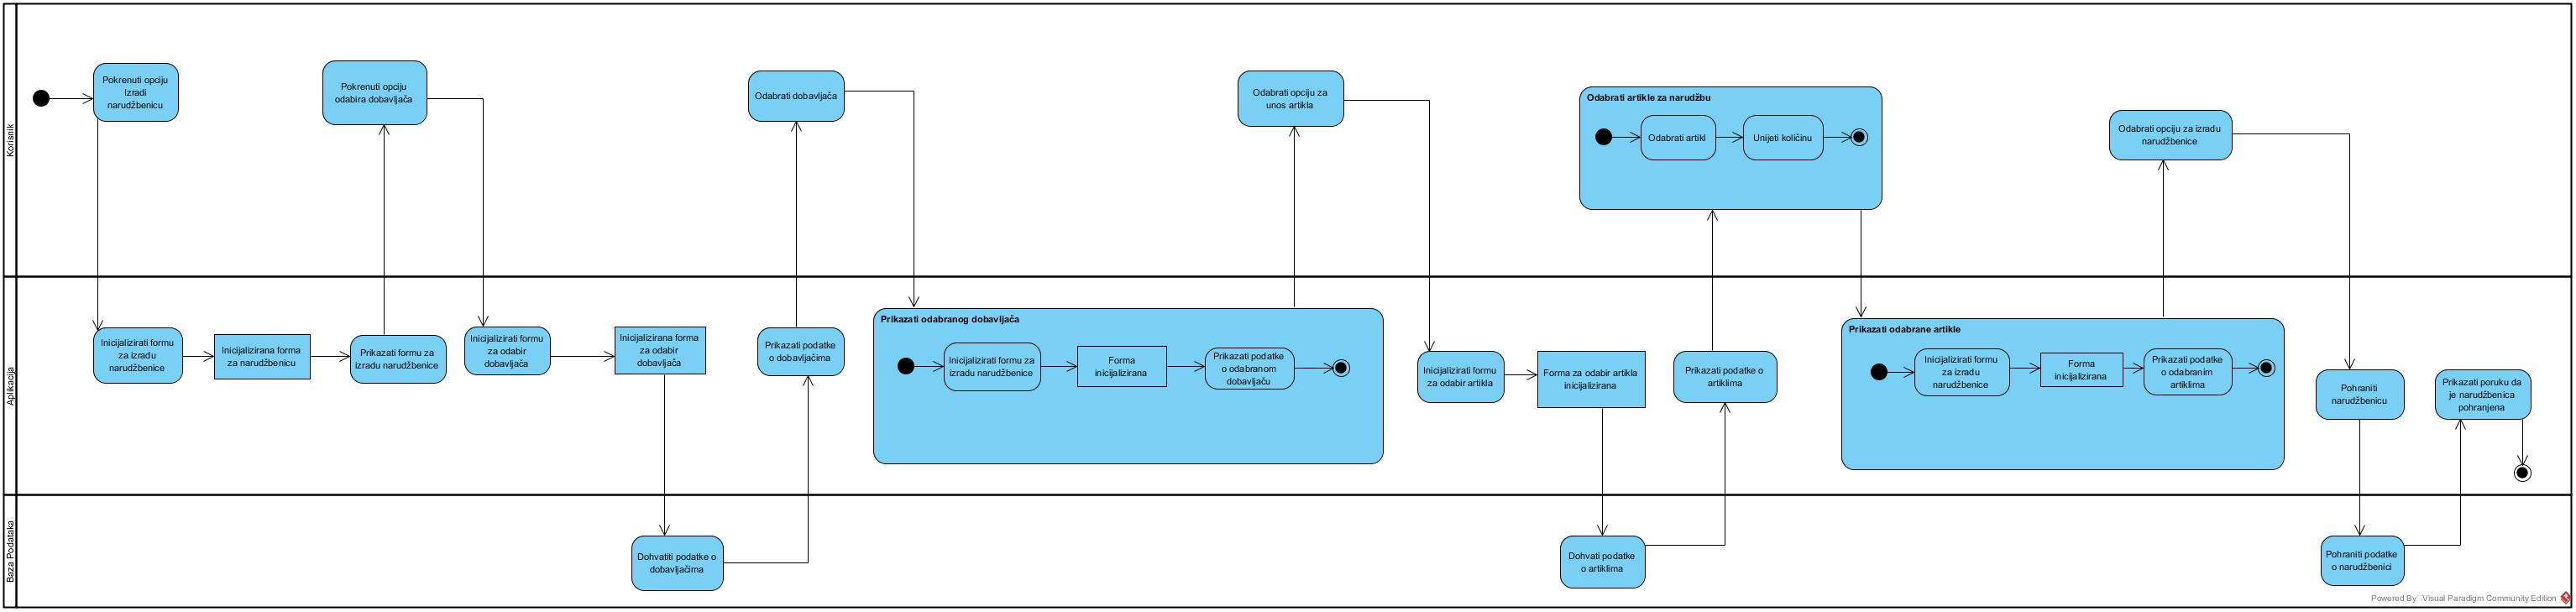 Korisnik
Pokrenuti opciju
Izradi
narudžbenicu
Pokrenuti opciju
odabira dobavljača
Odabrati dobavljača
Odabrati opciju za
unos artikla
Odabrati artikle za narudžbu
Odabrati artikl
Unijeti količinu
Odabrati opciju za izradu
narudžbenice
Aplikacija
Inicijalizirati formu
za izradu
narudžbenice
Inicijalizirana forma
za narudžbenicu
Prikazati formu za
izradu narudžbenice
Inicijalizirati formu
za odabir
dobavljača
Inicijalizirana forma
za odabir
dobavljača
Prikazati podatke
o dobavljačima
Prikazati odabranog dobavljača
Inicijalizirati formu za
izradu narudžbenice
Forma
inicijalizirana
Prikazati podatke
o odabranom
dobavljaču
Inicijalizirati formu
za odabir artikla
Forma za odabir artikla
inicijalizirana
Prikazati podatke o
artiklima
Prikazati odabrane artikle
Inicijalizirati formu
za izradu
narudžbenice
Forma
inicijalizirana
Prikazati podatke
o odabranim
artiklima
Pohraniti
narudžbenicu
Prikazati poruku da
je narudžbenica
pohranjena
Baza Podataka
Dohvatiti podatke o
dobavljačima
Dohvati podatke
o artiklima
Pohraniti podatke
o narudžbenici
Powered By Visual Paradigm Community Edition